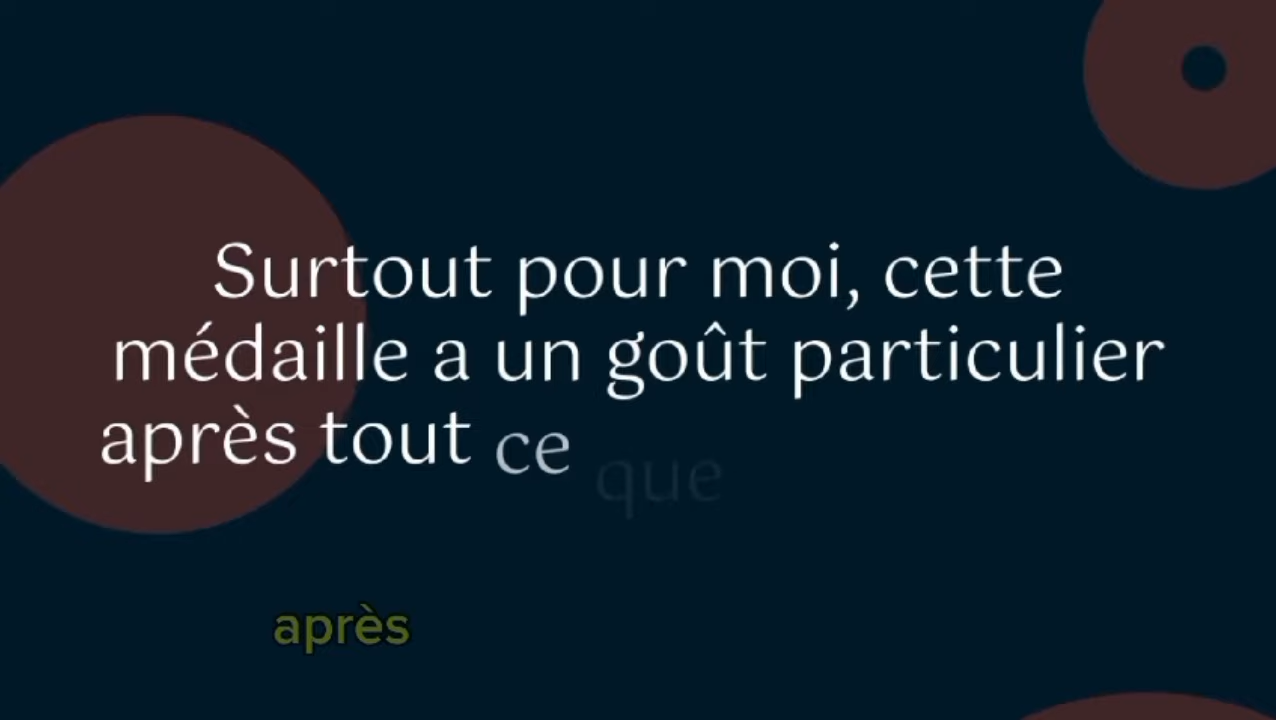 Surtout pour moi, cette
médaille a un goût particulier
après tout ce que
après